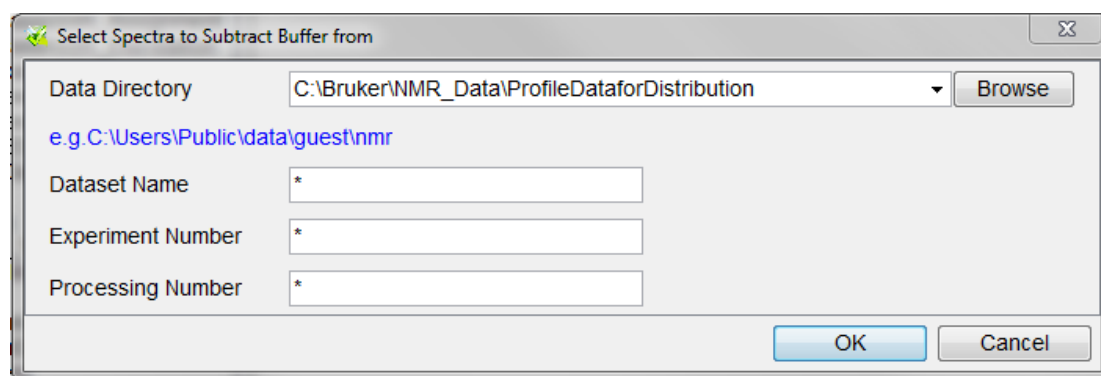 Select Spectra to Subtract Buffer from
Data Directory C:\Bruker\NMR_Data\ProfileDataforDistribution Browse
e.g.C:\Users\Public\data\guest\nmr
Dataset Name *
Experiment Number *
Processing Number *
OK Cancel